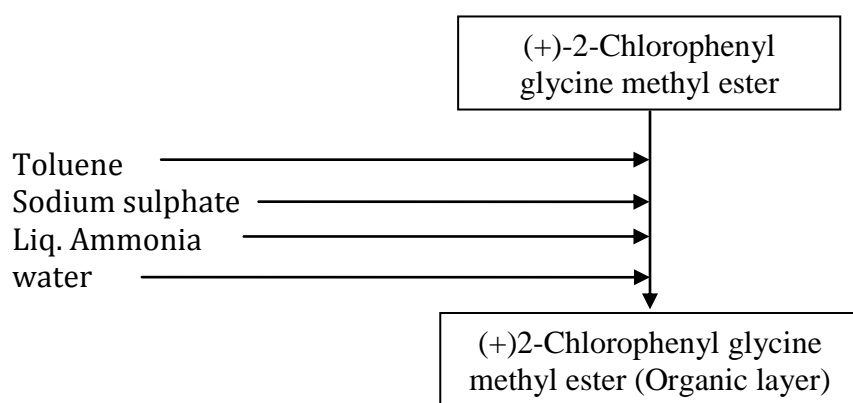 (+)-2-Chlorophenyl
glycine methyl ester
Toluene
Sodium sulphate
Liq. Ammonia
water
(+)2-Chlorophenyl glycine
methyl ester (Organic layer)